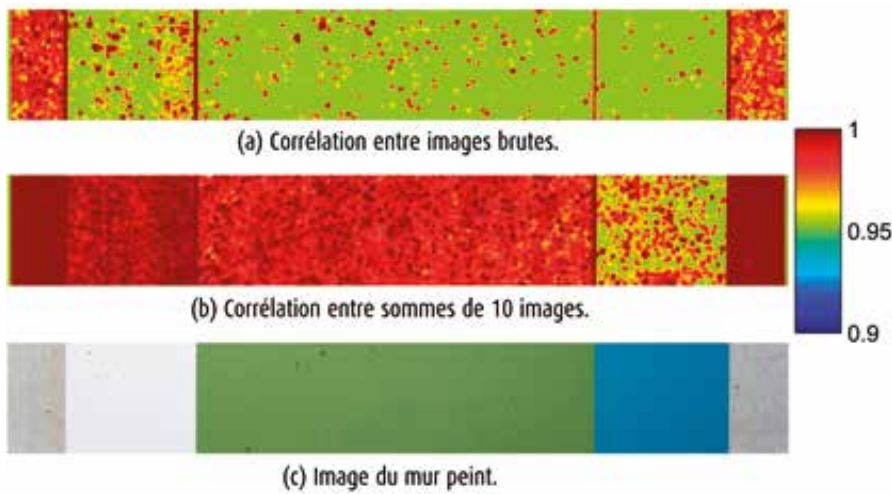 (a) Corrélation entre images brutes.
1
0.95
0.9
(b) Corrélation entre sommes de 10 images.
(c) Image du mur peint.